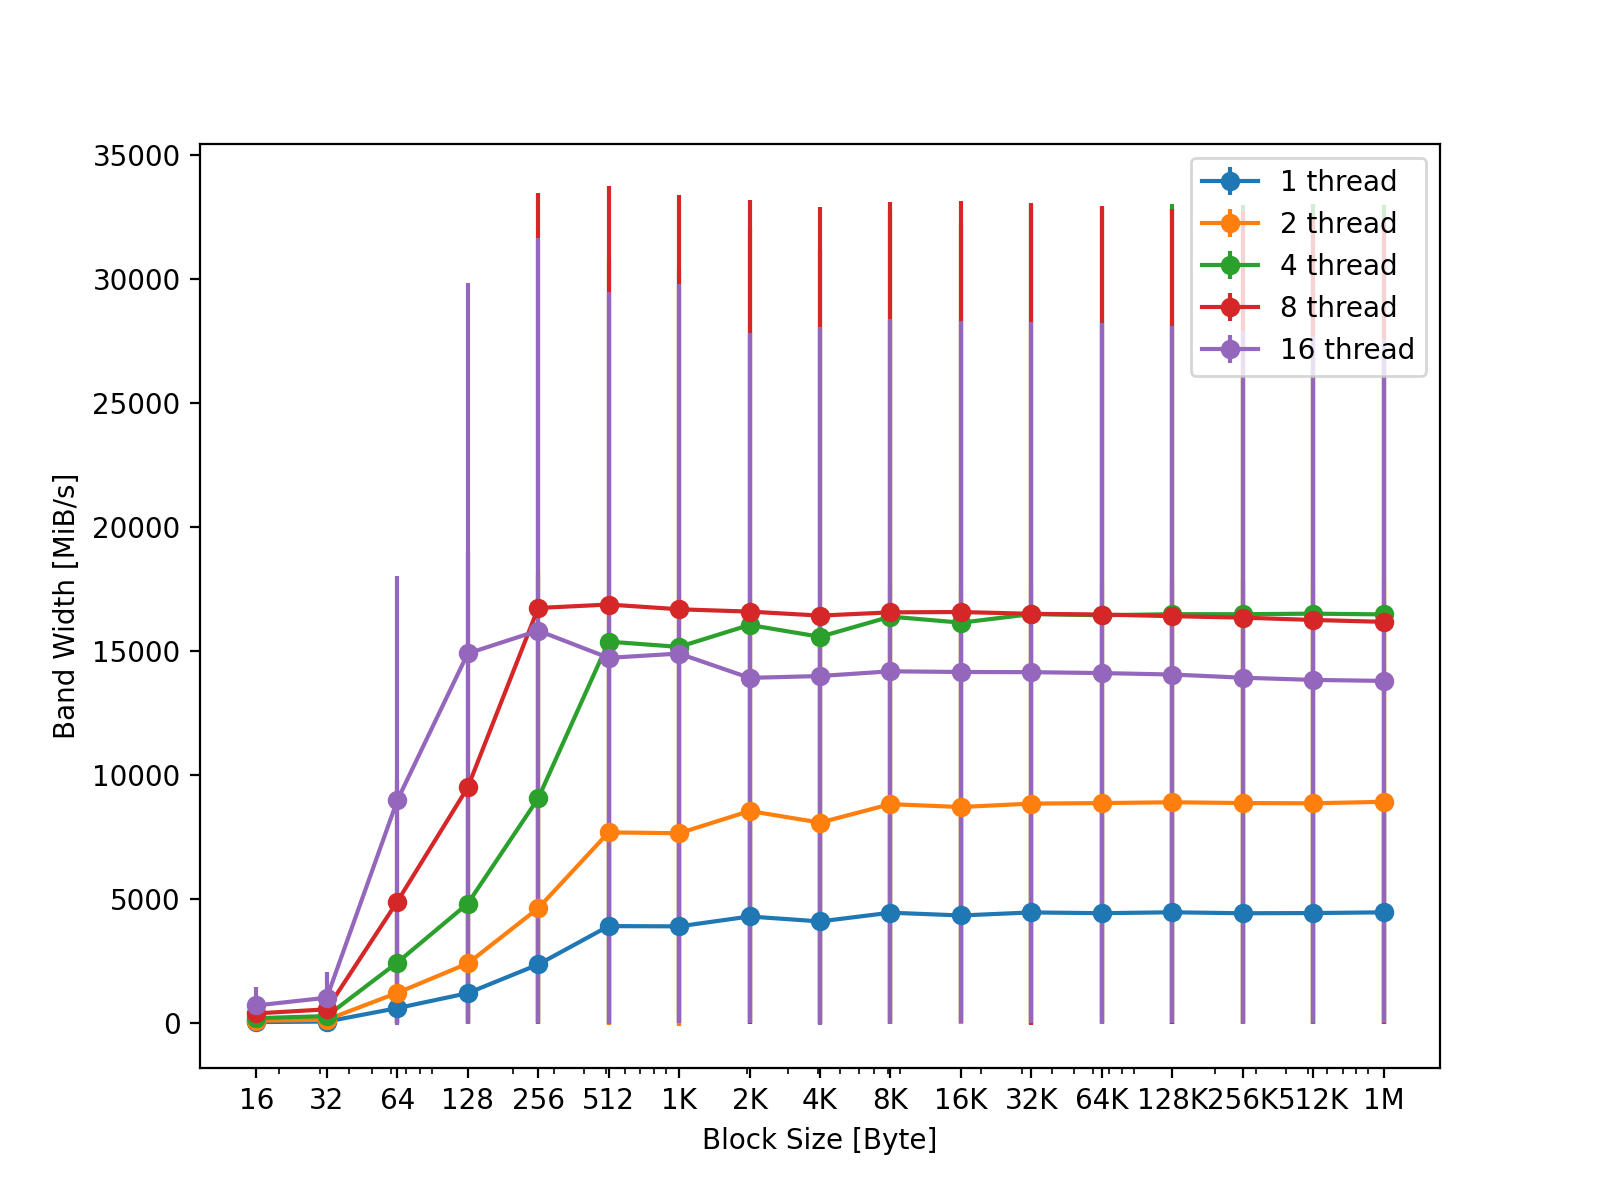 35000
30000
25000
20000
15000
10000
5000
0
Band Width [MiB/s]
1 thread
2 thread
4 thread
8 thread
16 thread
16 32 64 128 256 512 1K 2K 4K 8K 16K 32K 64K 128K 256K 512K 1M
Block Size [Byte]